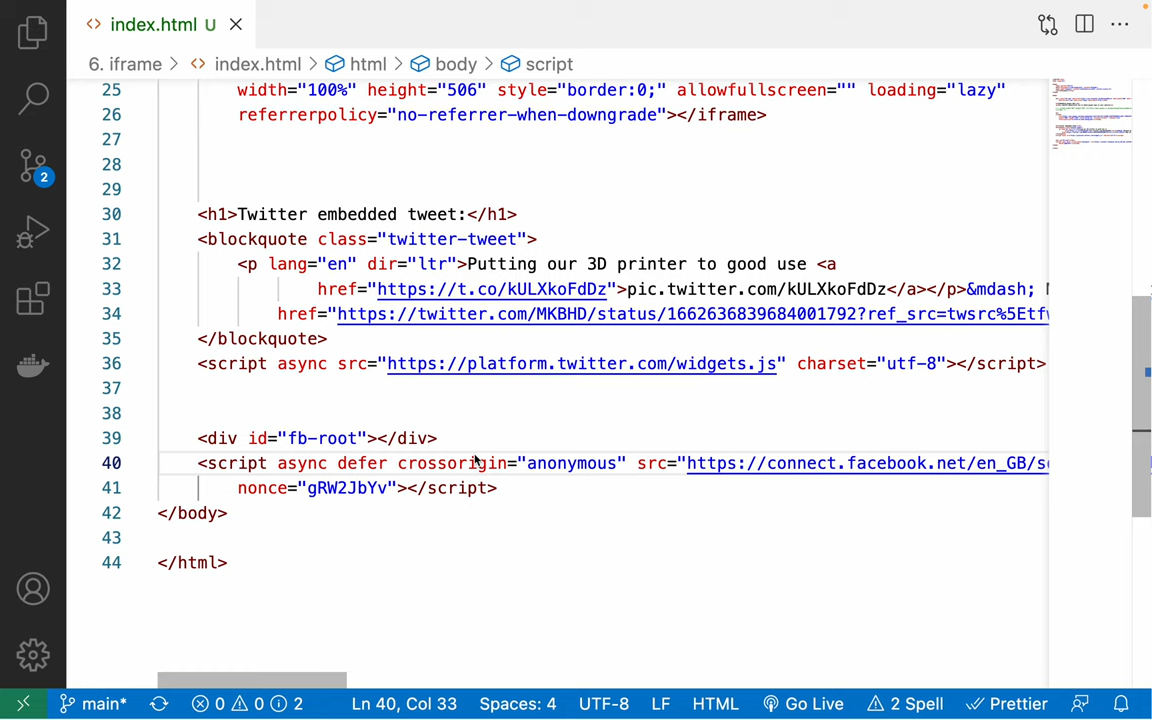 index.html U
6. iframe > index.html > html > body > script
25 width="100%" height="506" style="border:0;" allowfullscreen="" loading="lazy"
26 referrerpolicy="no-referrer-when-downgrade"></iframe>
27
28
29
30 <h1>Twitter embedded tweet:</h1>
31 <blockquote class="twitter-tweet">
32 <p lang="en" dir="ltr">Putting our 3D printer to good use <a
33 href="https://t.co/kULXkoFdDz">pic.twitter.com/kULXkoFdDz</a></p>&mdash;
34 href="https://twitter.com/MKBHD/status/1662636839684001792?ref_src=twsrc%5Etfw
35 </blockquote>
36 <script async src="https://platform.twitter.com/widgets.js" charset="utf-8"></script>
37
38
39 <div id="fb-root"></div>
40 <script async defer crossorigin="anonymous" src="https://connect.facebook.net/en_GB/s
41 nonce="gRW2JbYv"></script>
42 </body>
43
44 </html>
2
main* 0 0 2 Ln 40, Col 33 Spaces: 4 UTF-8 LF HTML Go Live 2 Spell Prettier